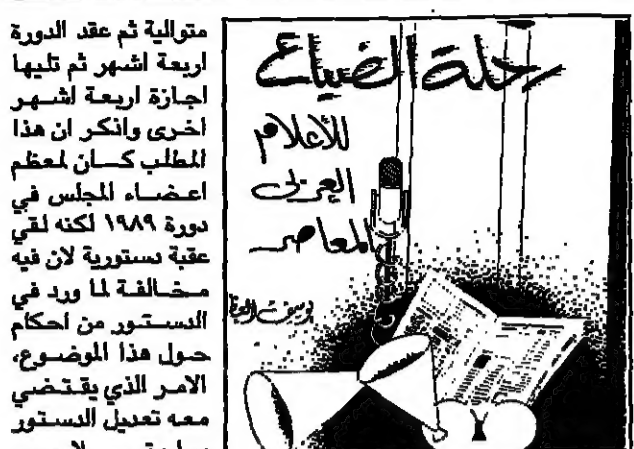 متوالية ثم عقد الدورة
اربعة اشهر ثم تليها
اجازة اربعة اشهر
اخرى وانكر ان هذا
المطلب كان لمعظم
اعضاء المجلس في
دورة ١٩٨٩ لكنه لقي
عقبة دستورية لان فيه
مخالفة لما ورد في
الدستور من احكام
حول هذا الموضوع،
الامر الذي يقتضي
معه تعديل الدستور
رحلة الضياع
للأعلام
العربى
المعاصر
يوسف